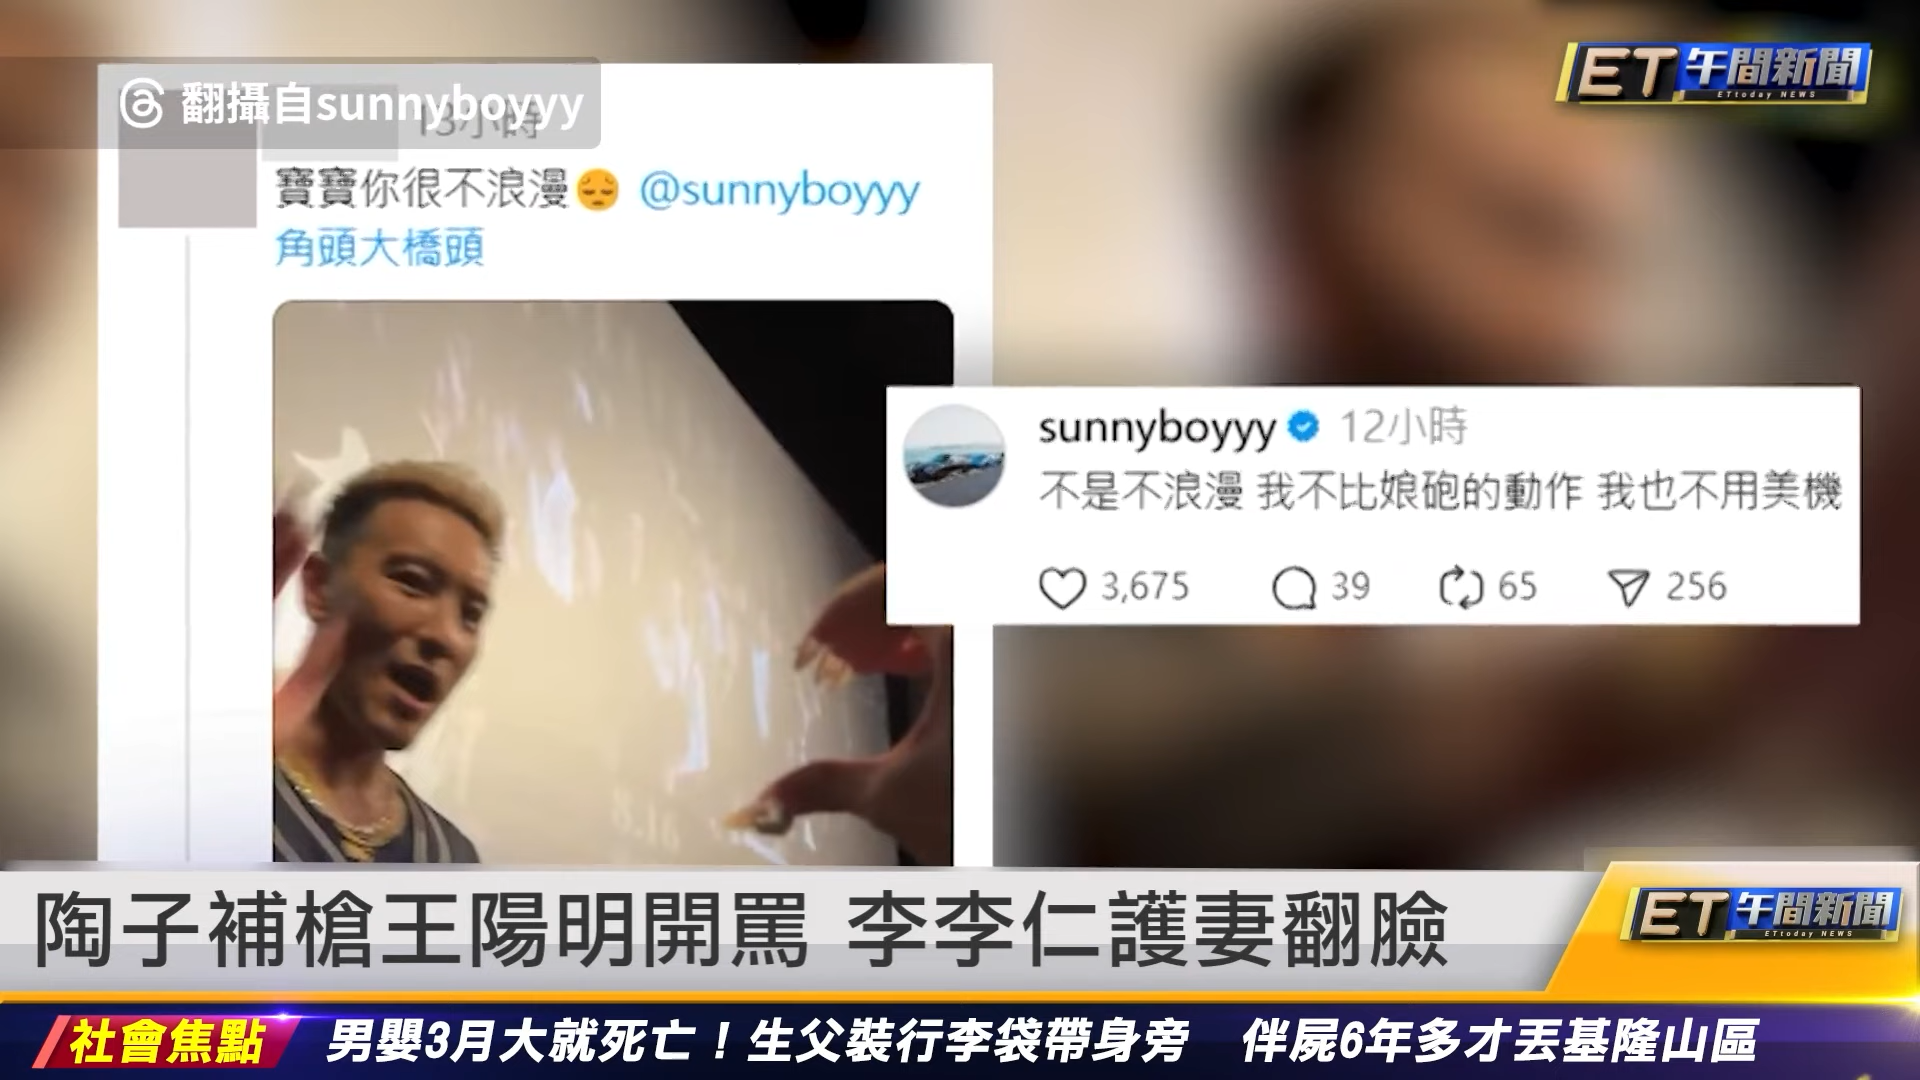 翻攝自sunnyboyyy
13小時
寶寶你很不浪漫😔 @sunnyboyyy
角頭大橋頭
8.16
sunnyboyyy 12小時
不是不浪漫 我不比娘砲的動作 我也不用美機
3,675 39 65 256
ET午間新聞
ETtoday NEWS
陶子補槍王陽明開罵 李李仁護妻翻臉
ET午間新聞
ETtoday NEWS
社會焦點 男嬰3月大就死亡！生父裝行李袋帶身旁 伴屍6年多才丟基隆山區